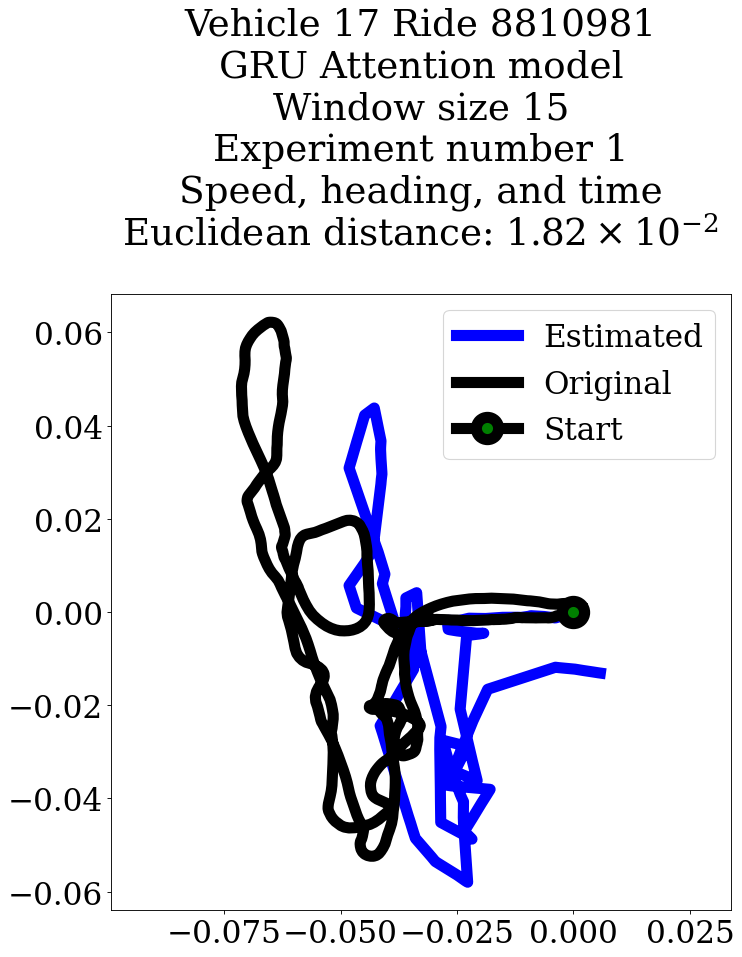 Vehicle 17 Ride 8810981
GRU Attention model
Window size 15
Experiment number 1
Speed, heading, and time
Euclidean distance: 1.82 × 10⁻²
Estimated
Original
Start
0.06
0.04
0.02
0.00
−0.02
−0.04
−0.06
−0.075 −0.050 −0.025 0.000 0.025